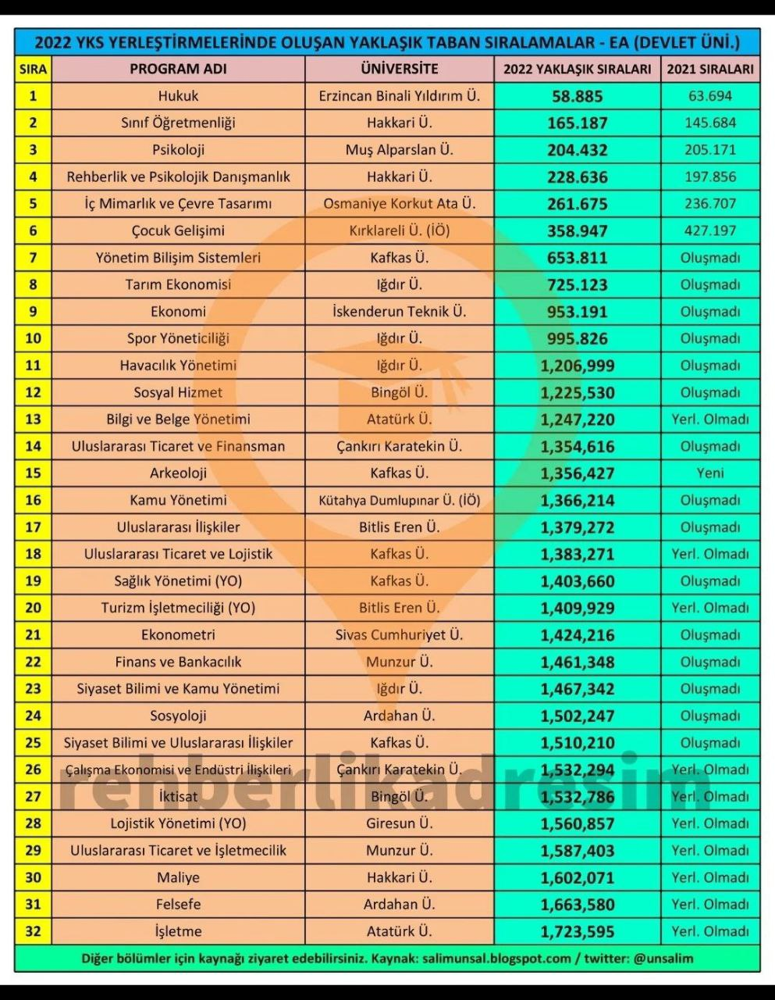 2022 YKS YERLEŞTİRMELERİNDE OLUŞAN YAKLAŞIK TABAN SIRALAMALAR - EA (DEVLET ÜNİ.)
SIRA PROGRAM ADI ÜNİVERSİTE 2022 YAKLAŞIK SIRALARI 2021 SIRALARI
1 Hukuk Erzincan Binali Yıldırım Ü. 58.885 63.694
2 Sınıf Öğretmenliği Hakkari Ü. 165.187 145.684
3 Psikoloji Muş Alparslan Ü. 204.432 205.171
4 Rehberlik ve Psikolojik Danışmanlık Hakkari Ü. 228.636 197.856
5 İç Mimarlık ve Çevre Tasarımı Osmaniye Korkut Ata Ü. 261.675 236.707
6 Çocuk Gelişimi Kırklareli Ü. (İÖ) 358.947 427.197
7 Yönetim Bilişim Sistemleri Kafkas Ü. 653.811 Oluşmadı
8 Tarım Ekonomisi Iğdır Ü. 725.123 Oluşmadı
9 Ekonomi İskenderun Teknik Ü. 953.191 Oluşmadı
10 Spor Yöneticiliği Iğdır Ü. 995.826 Oluşmadı
11 Havacılık Yönetimi Iğdır Ü. 1,206,999 Oluşmadı
12 Sosyal Hizmet Bingöl Ü. 1,225,530 Oluşmadı
13 Bilgi ve Belge Yönetimi Atatürk Ü. 1,247,220 Yerl. Olmadı
14 Uluslararası Ticaret ve Finansman Çankırı Karatekin Ü. 1,354,616 Oluşmadı
15 Arkeoloji Kafkas Ü. 1,356,427 Yeni
16 Kamu Yönetimi Kütahya Dumlupınar Ü. (İÖ) 1,366,214 Oluşmadı
17 Uluslararası İlişkiler Bitlis Eren Ü. 1,379,272 Oluşmadı
18 Uluslararası Ticaret ve Lojistik Kafkas Ü. 1,383,271 Yerl. Olmadı
19 Sağlık Yönetimi (YO) Kafkas Ü. 1,403,660 Oluşmadı
20 Turizm İşletmeciliği (YO) Bitlis Eren Ü. 1,409,929 Yerl. Olmadı
21 Ekonometri Sivas Cumhuriyet Ü. 1,424,216 Oluşmadı
22 Finans ve Bankacılık Munzur Ü. 1,461,348 Oluşmadı
23 Siyaset Bilimi ve Kamu Yönetimi Iğdır Ü. 1,467,342 Oluşmadı
24 Sosyoloji Ardahan Ü. 1,502,247 Oluşmadı
25 Siyaset Bilimi ve Uluslararası İlişkiler Kafkas Ü. 1,510,210 Oluşmadı
26 Çalışma Ekonomisi ve Endüstri İlişkileri Çankırı Karatekin Ü. 1,532,294 Yerl. Olmadı
rehberlikadresim
27 İktisat Bingöl Ü. 1,532,786 Yerl. Olmadı
28 Lojistik Yönetimi (YO) Giresun Ü. 1,560,857 Yerl. Olmadı
29 Uluslararası Ticaret ve İşletmecilik Munzur Ü. 1,587,403 Yerl. Olmadı
30 Maliye Hakkari Ü. 1,602,071 Yerl. Olmadı
31 Felsefe Ardahan Ü. 1,663,580 Yerl. Olmadı
32 İşletme Atatürk Ü. 1,723,595 Yerl. Olmadı
Diğer bölümler için kaynağı ziyaret edebilirsiniz. Kaynak: salimunsal.blogspot.com / twitter: @unsalim